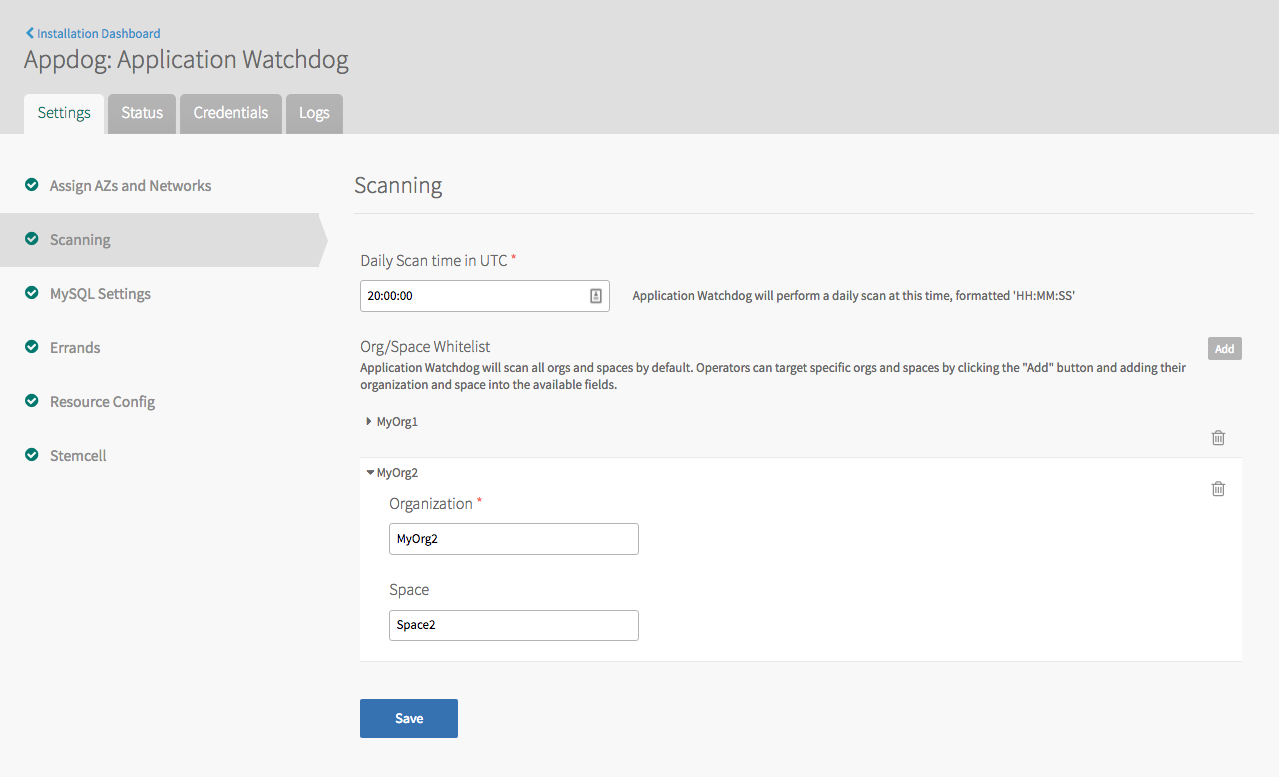 Installation Dashboard
Appdog: Application Watchdog
Settings
Status
Credentials
Logs
Assign AZs and Networks
Scanning
MySQL Settings
Errands
Resource Config
Stemcell
Scanning
Daily Scan time in UTC *
20:00:00
Application Watchdog will perform a daily scan at this time, formatted 'HH:MM:SS'
Org/Space Whitelist
Add
Application Watchdog will scan all orgs and spaces by default. Operators can target specific orgs and spaces by clicking the "Add" button and adding their
organization and space into the available fields.
MyOrg1
MyOrg2
Organization *
MyOrg2
Space
Space2
Save